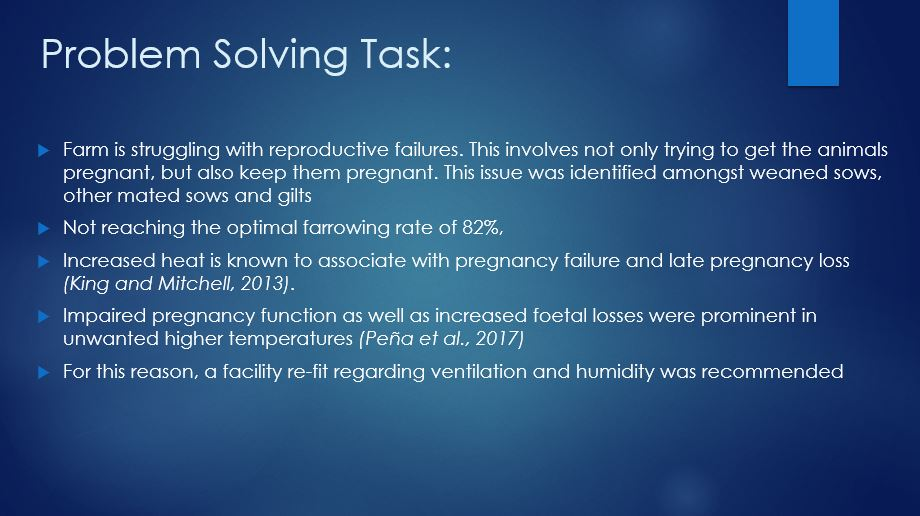 Problem Solving Task:
Farm is struggling with reproductive failures. This involves not only trying to get the animals
pregnant, but also keep them pregnant. This issue was identified amongst weaned sows,
other mated sows and gilts
Not reaching the optimal farrowing rate of 82%,
Increased heat is known to associate with pregnancy failure and late pregnancy loss
(King and Mitchell, 2013).
Impaired pregnancy function as well as increased foetal losses were prominent in
unwanted higher temperatures (Peña et al., 2017)
For this reason, a facility re-fit regarding ventilation and humidity was recommended